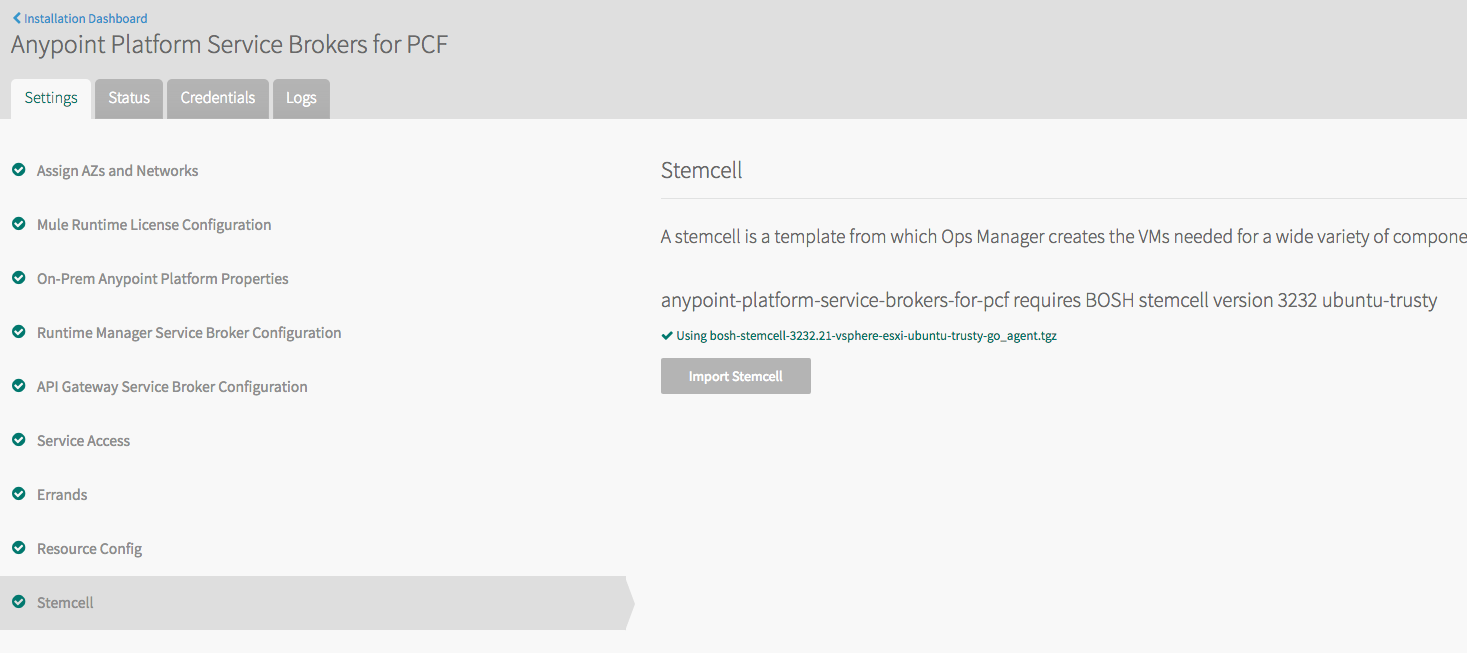 Installation Dashboard
Anypoint Platform Service Brokers for PCF
Settings
Status
Credentials
Logs
Assign AZs and Networks
Mule Runtime License Configuration
On-Prem Anypoint Platform Properties
Runtime Manager Service Broker Configuration
API Gateway Service Broker Configuration
Service Access
Errands
Resource Config
Stemcell
Stemcell
A stemcell is a template from which Ops Manager creates the VMs needed for a wide variety of compone
anypoint-platform-service-brokers-for-pcf requires BOSH stemcell version 3232 ubuntu-trusty
Using bosh-stemcell-3232.21-vsphere-esxi-ubuntu-trusty-go_agent.tgz
Import Stemcell